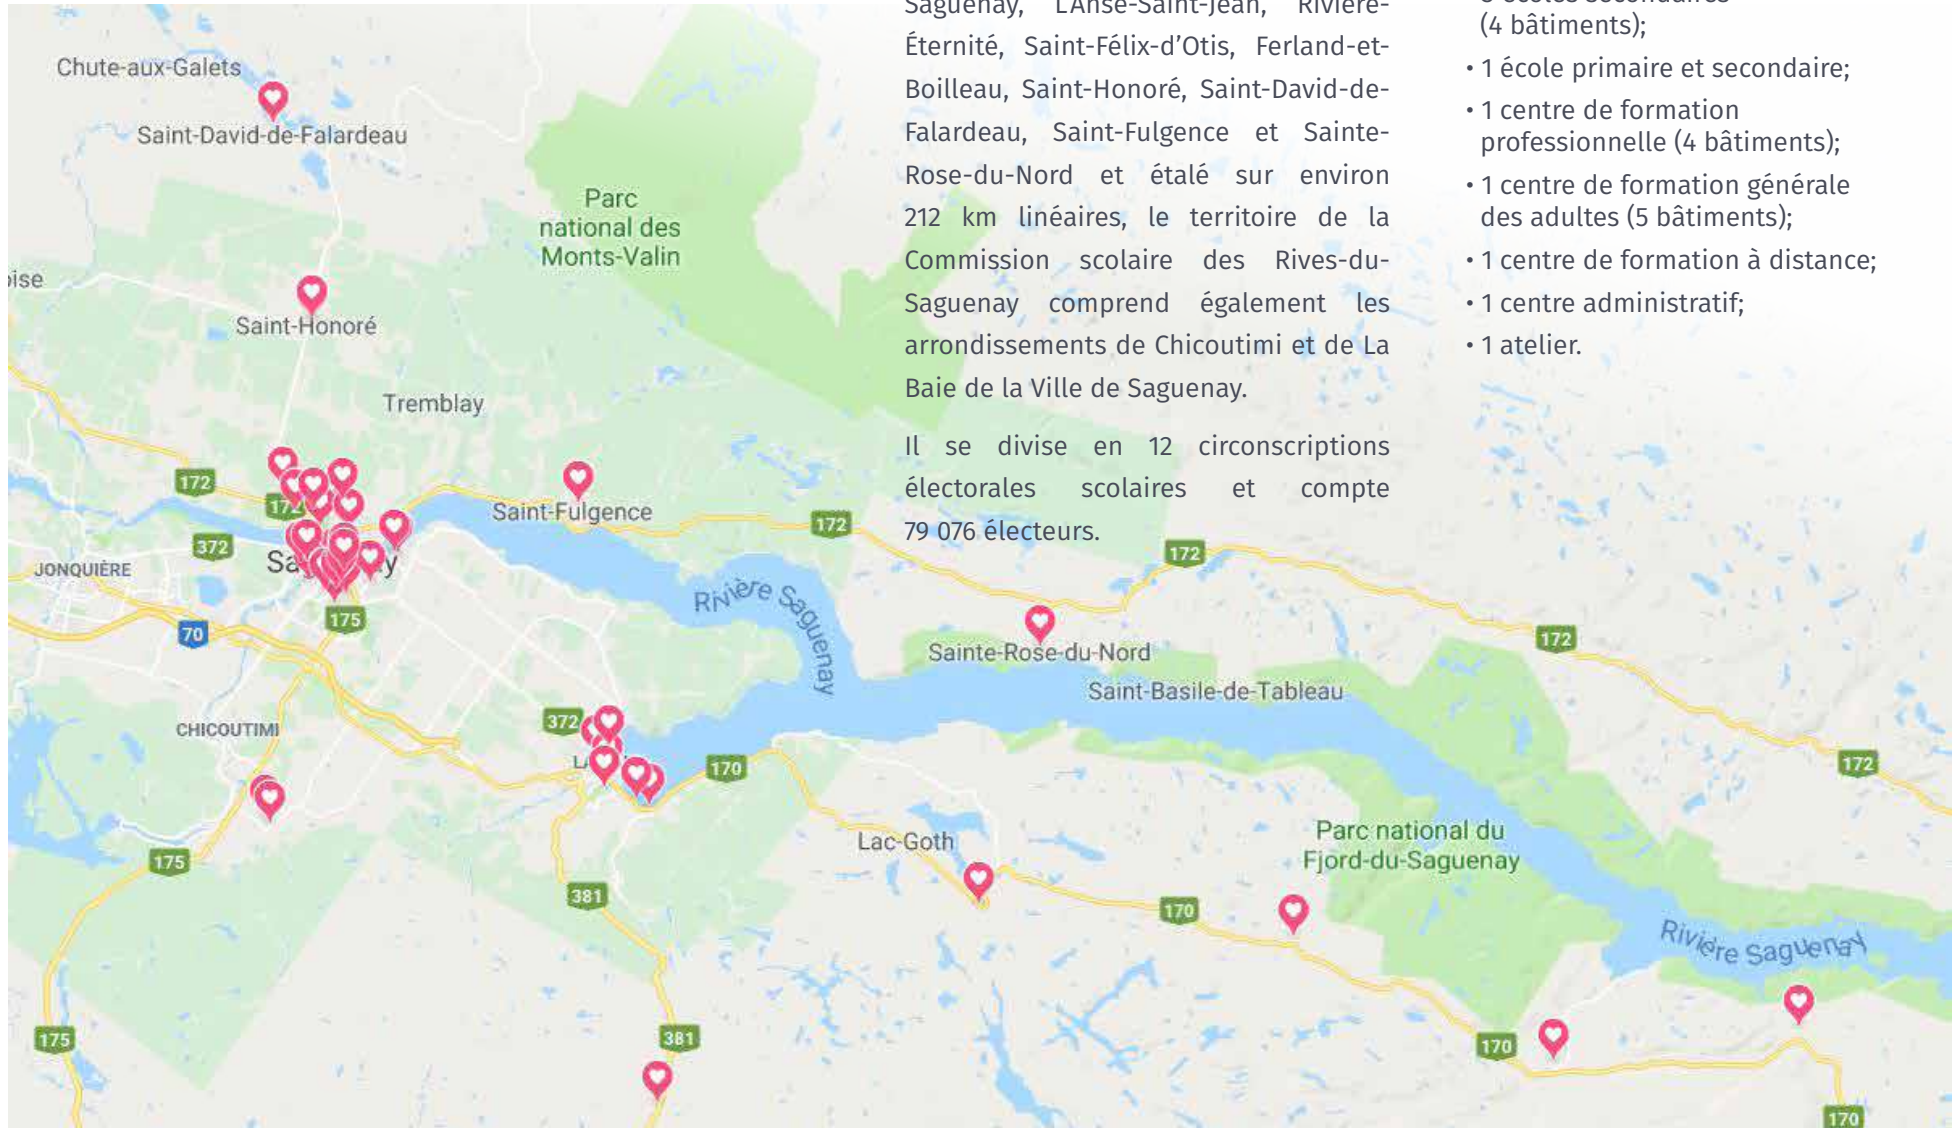 Saguenay, L'Anse-Saint-Jean, Rivière-
Éternité, Saint-Félix-d'Otis, Ferland-et-
Boilleau, Saint-Honoré, Saint-David-de-
Falardeau, Saint-Fulgence et Sainte-
Rose-du-Nord et étalé sur environ
212 km linéaires, le territoire de la
Commission scolaire des Rives-du-
Saguenay comprend également les
arrondissements de Chicoutimi et de La
Baie de la Ville de Saguenay.
Il se divise en 12 circonscriptions
électorales scolaires et compte
79 076 électeurs.
écoles secondaires
(4 bâtiments);
• 1 école primaire et secondaire;
• 1 centre de formation
professionnelle (4 bâtiments);
• 1 centre de formation générale
des adultes (5 bâtiments);
• 1 centre de formation à distance;
• 1 centre administratif;
• 1 atelier.
Chute-aux-Galets
Saint-David-de-Falardeau
Parc
national des
Monts-Valin
Saint-Honoré
Tremblay
172
172
372
JONQUIÈRE
Saint-Fulgence
172
172
Rivière Saguenay
175
70
Sainte-Rose-du-Nord
172
Saint-Basile-de-Tableau
CHICOUTIMI
372
170
172
Lac-Goth
Parc national du
Fjord-du-Saguenay
175
381
170
Rivière Saguenay
175
381
170
170